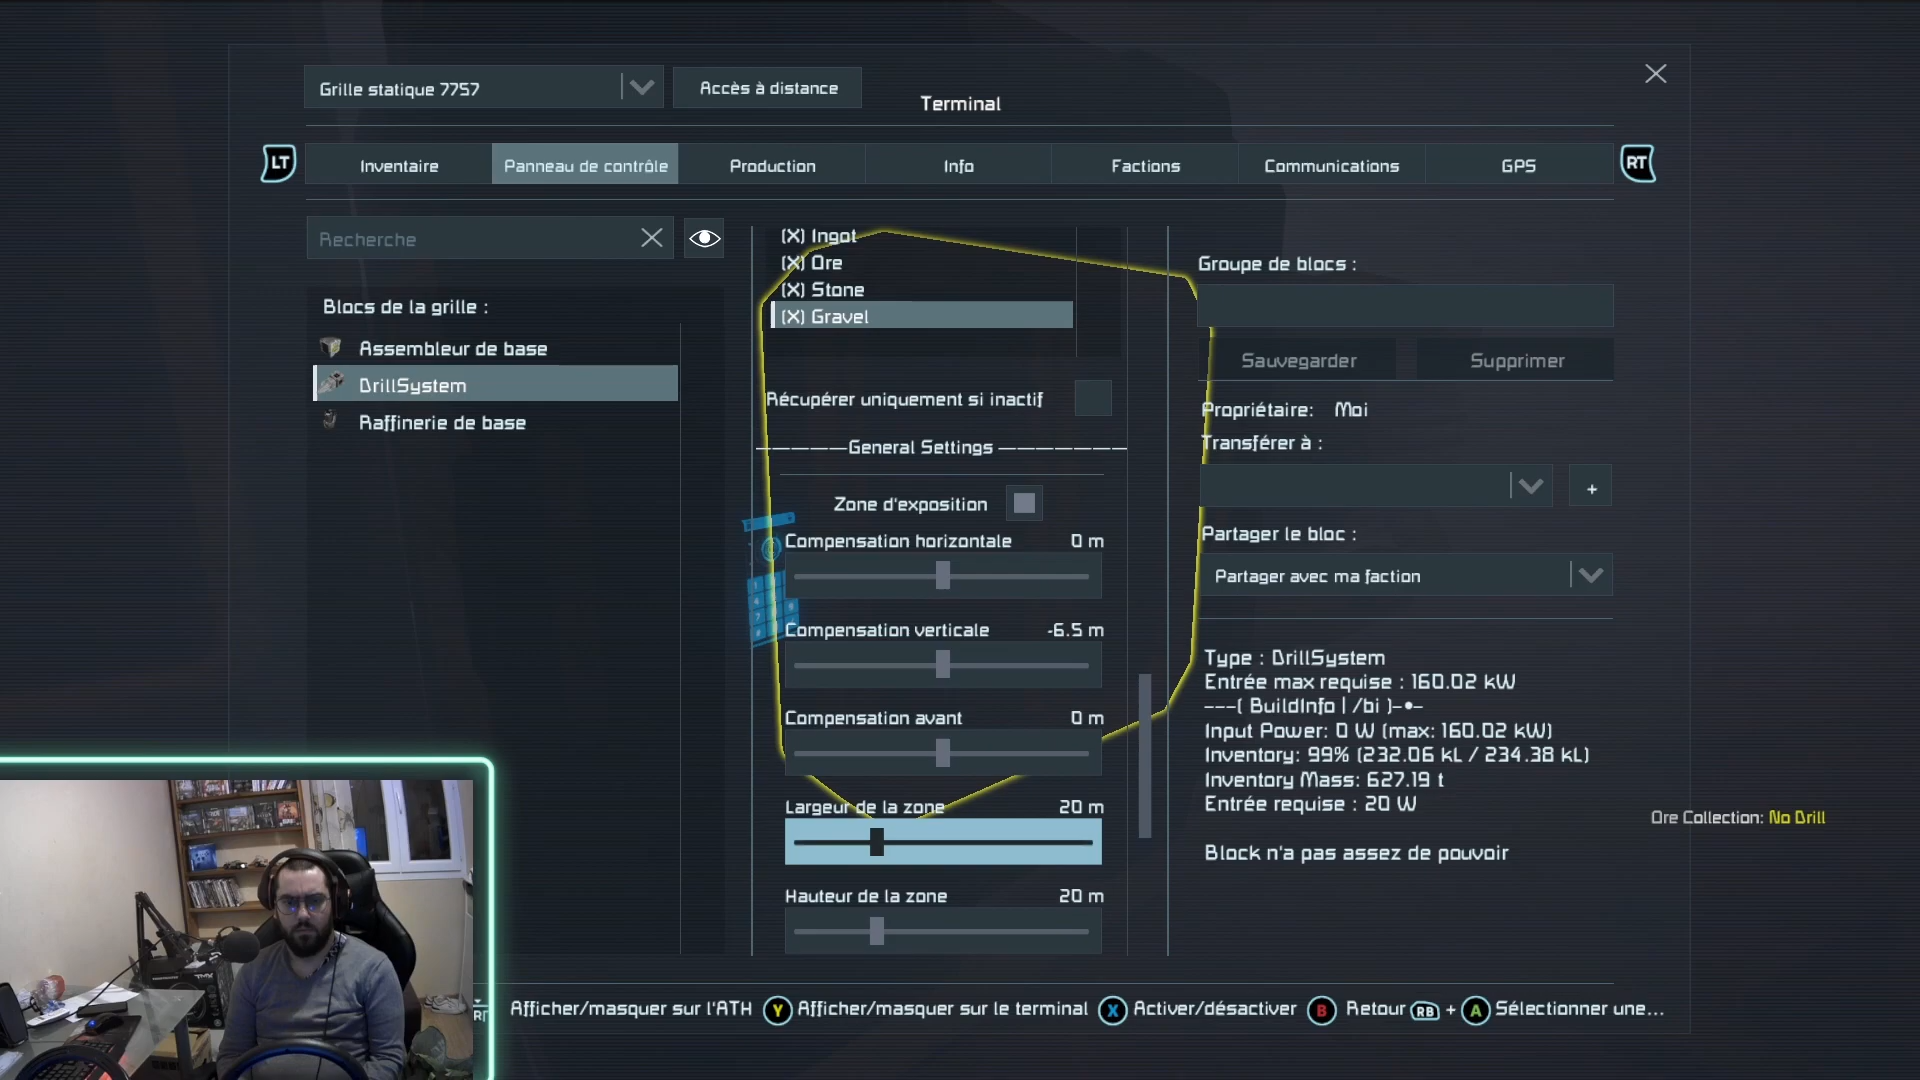 Grille statique 7757
Accès à distance
Terminal
LT
Inventaire
Panneau de contrôle
Production
Info
Factions
Communications
GPS
RT
Recherche
Blocs de la grille :
Assembleur de base
DrillSystem
Raffinerie de base
(X) Ingot
(X) Ore
(X) Stone
(X) Gravel
Récupérer uniquement si inactif
—————General Settings ———————
Zone d'exposition
Compensation horizontale 0 m
Compensation verticale -6.5 m
Compensation avant 0 m
Largeur de la zone 20 m
Hauteur de la zone 20 m
Groupe de blocs :
Sauvegarder
Supprimer
Propriétaire: Moi
Transférer à :
+
Partager le bloc :
Partager avec ma faction
Type : DrillSystem
Entrée max requise : 160.02 kW
---( BuildInfo | /bi )-•-
Input Power: 0 W (max: 160.02 kW)
Inventory: 99% (232.06 kL / 234.38 kL)
Inventory Mass: 627.19 t
Entrée requise : 20 W
Block n'a pas assez de pouvoir
Ore Collection: No Drill
Afficher/masquer sur l'ATH Y Afficher/masquer sur le terminal X Activer/désactiver B Retour RB + A Sélectionner une...